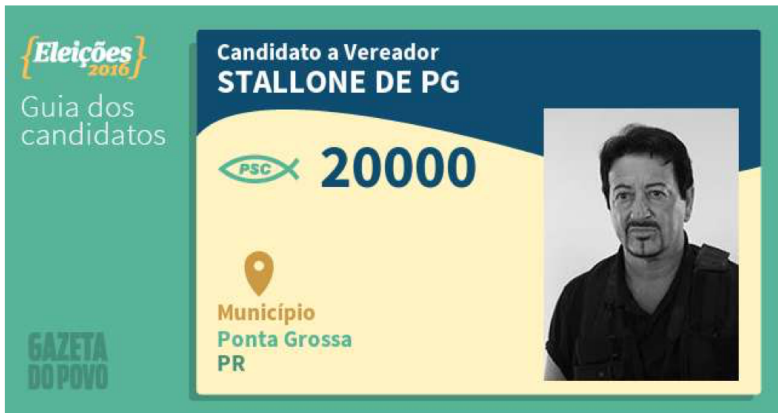 {Eleições}
2016
Guia dos
candidatos
Candidato a Vereador
STALLONE DE PG
PSC
20000
Município
Ponta Grossa
PR
GAZETA
DO POVO